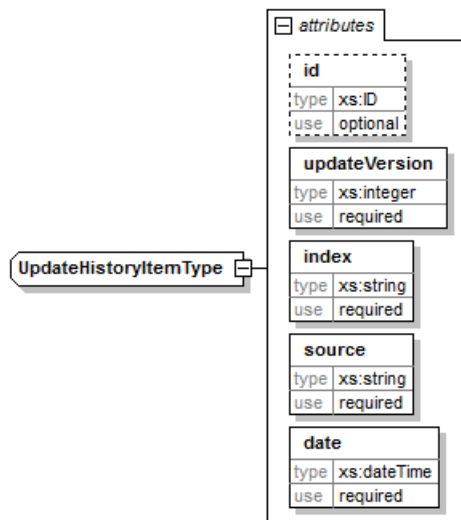 attributes
id
type xs:ID
use optional
updateVersion
type xs:integer
use required
UpdateHistoryItemType
index
type xs:string
use required
source
type xs:string
use required
date
type xs:dateTime
use required